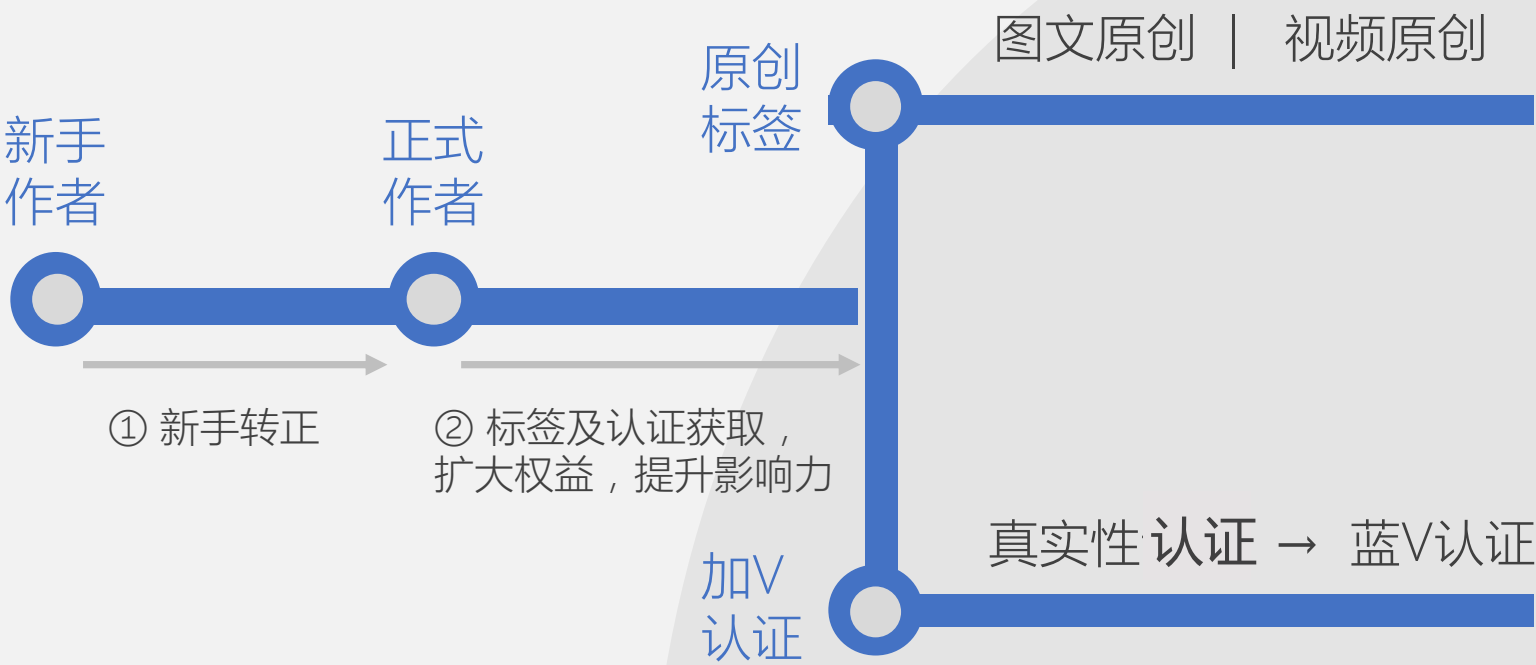 图文原创 | 视频原创
原创
标签
新手
作者
正式
作者
① 新手转正
② 标签及认证获取，
扩大权益，提升影响力
真实性认证 → 蓝V认证
加V
认证